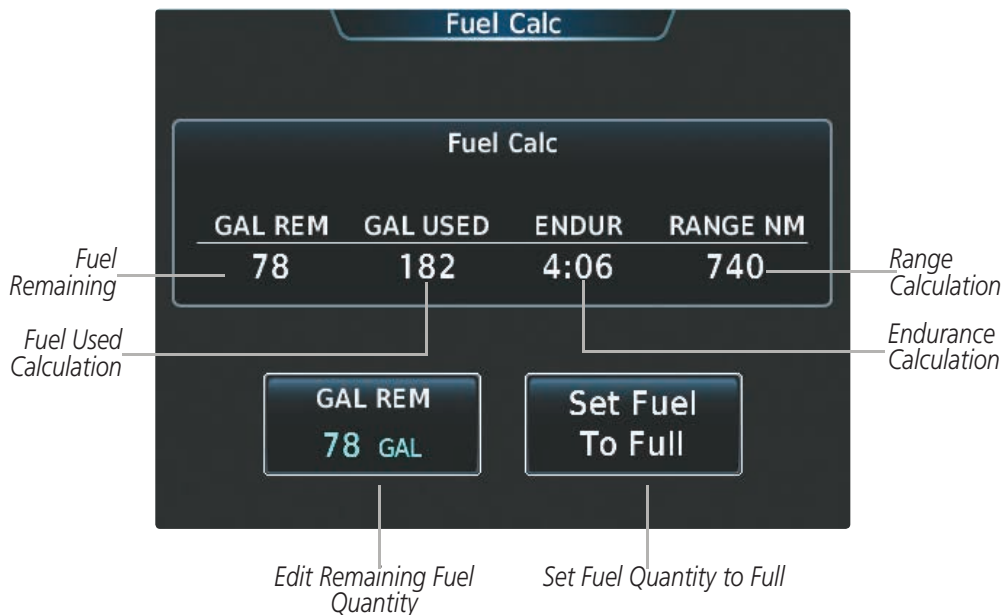 Fuel Calc
Fuel Calc
GAL REM GAL USED ENDUR RANGE NM
78 182 4:06 740
Fuel
Remaining
Range
Calculation
Fuel Used
Calculation
Endurance
Calculation
GAL REM
78 GAL
Set Fuel
To Full
Edit Remaining Fuel
Quantity
Set Fuel Quantity to Full